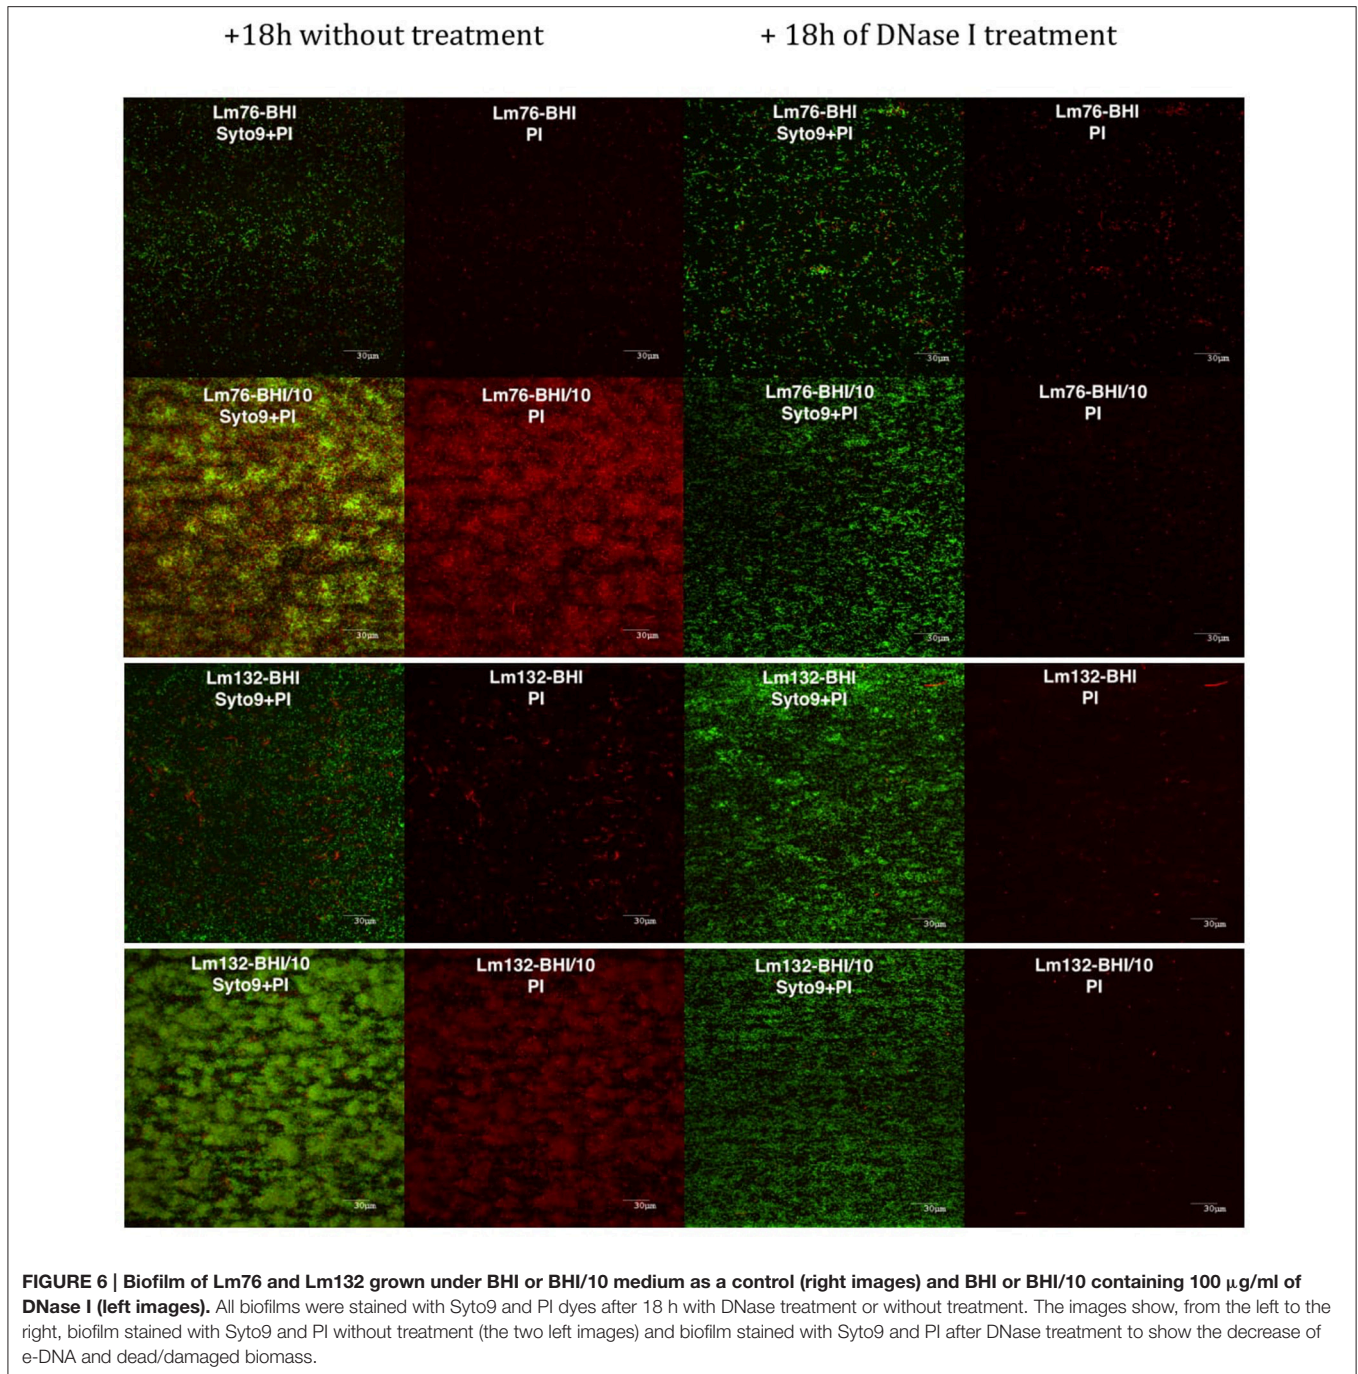 +18h without treatment
+ 18h of DNase I treatment
Lm76-BHI
Syto9+PI
30µm
Lm76-BHI
PI
30µm
Lm76-BHI
Syto9+PI
30µm
Lm76-BHI
PI
30µm
Lm76-BHI/10
Syto9+PI
30µm
Lm76-BHI/10
PI
30µm
Lm76-BHI/10
Syto9+PI
30µm
Lm76-BHI/10
PI
30µm
Lm132-BHI
Syto9+PI
30µm
Lm132-BHI
PI
30µm
Lm132-BHI
Syto9+PI
30µm
Lm132-BHI
PI
30µm
Lm132-BHI/10
Syto9+PI
30µm
Lm132-BHI/10
PI
30µm
Lm132-BHI/10
Syto9+PI
30µm
Lm132-BHI/10
PI
30µm
FIGURE 6 | Biofilm of Lm76 and Lm132 grown under BHI or BHI/10 medium as a control (right images) and BHI or BHI/10 containing 100 µg/ml of
DNase I (left images). All biofilms were stained with Syto9 and PI dyes after 18 h with DNase treatment or without treatment. The images show, from the left to the
right, biofilm stained with Syto9 and PI without treatment (the two left images) and biofilm stained with Syto9 and PI after DNase treatment to show the decrease of
e-DNA and dead/damaged biomass.